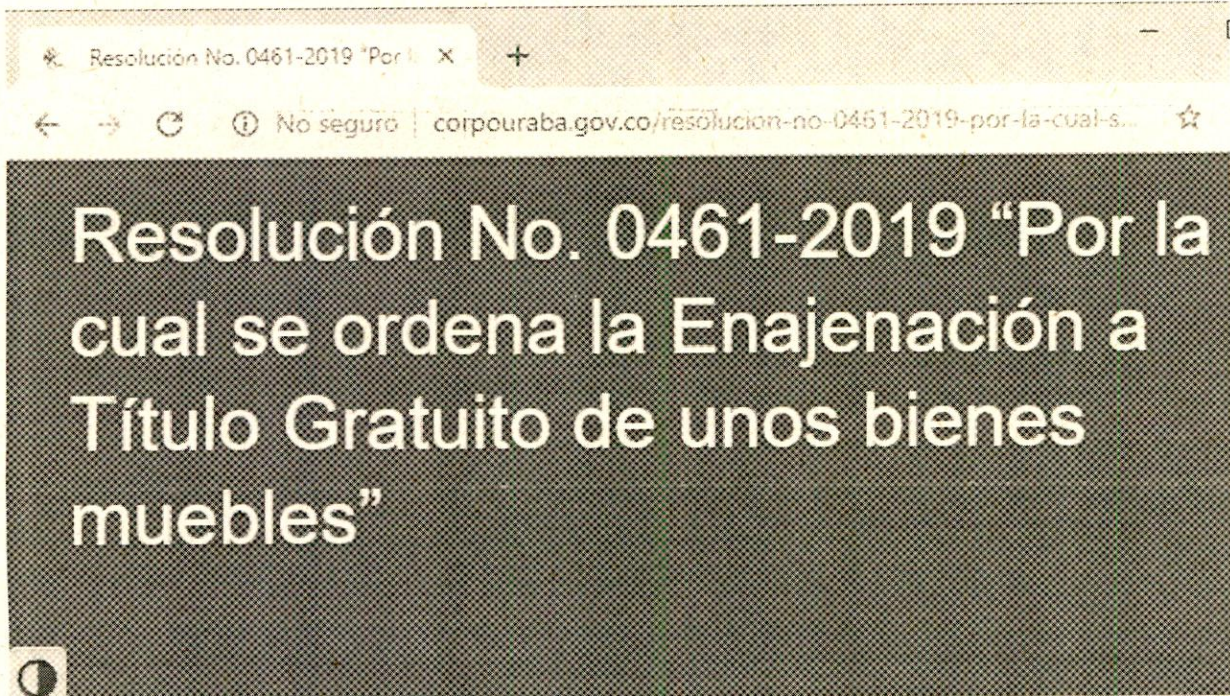 Resolución No. 0461-2019 "Por l
No seguro | corpouraba.gov.co/resolucion-no-0461-2019-por-la-cual-s...
Resolución No. 0461-2019 “Por la
cual se ordena la Enajenación a
Título Gratuito de unos bienes
muebles”